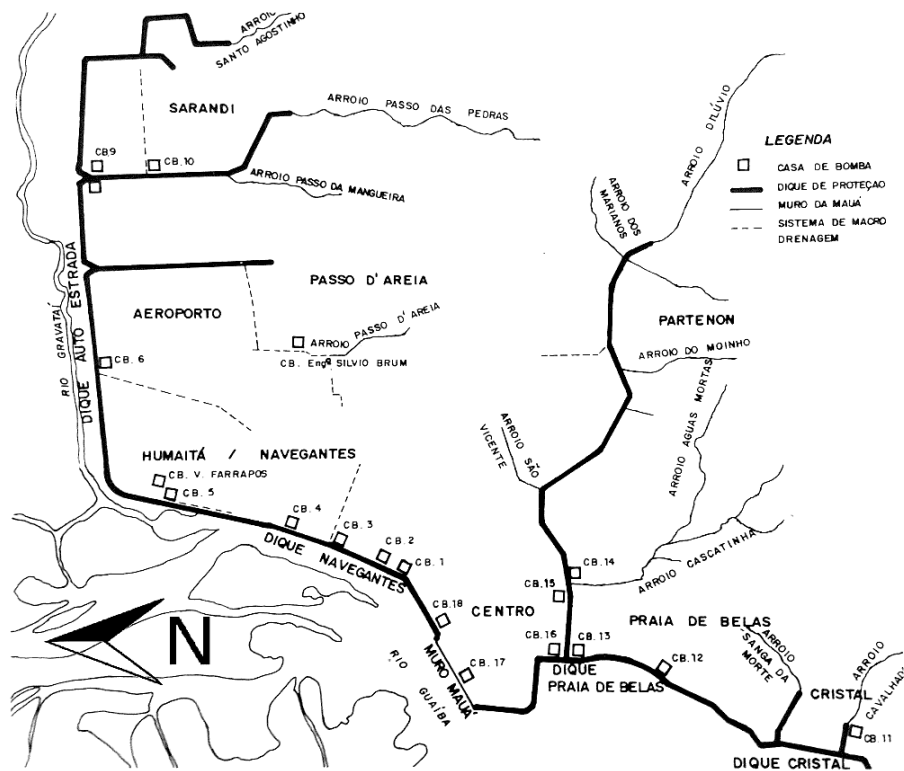 ARROIO
SANTO AGOSTINHO
SARANDI
ARROIO PASSO DAS PEDRAS
CB.9
CB.10
ARROIO PASSO DA MANGUEIRA
ARROIO DILÚVIO
LEGENDA
CASA DE BOMBA
DIQUE DE PROTEÇAO
MURO DA MAUÁ
SISTEMA DE MACRO
DRENAGEM
ARROIO DOS
MARIANOS
RIO GRAVATAÍ
DIQUE AUTO ESTRADA
PASSO D'AREIA
AEROPORTO
ARROIO PASSO D'AREIA
CB. Engº SILVIO BRUM
CB. 6
PARTENON
ARROIO DO MOINHO
ARROIO AGUAS MORTAS
ARROIO SÃO
VICENTE
HUMAITÁ / NAVEGANTES
CB. V. FARRAPOS
CB. 5
CB. 4
CB. 3
CB. 2
CB. 1
DIQUE NAVEGANTES
CB. 14
CB. 15
ARROIO CASCATINHA
CB.18
CENTRO
PRAIA DE BELAS
N
CB. 16
CB. 13
CB. 17
MURO MAUÁ
RIO
GUAÍBA
DIQUE
PRAIA DE BELAS
CB. 12
ARROIO
SANGA DA
MORTE
CRISTAL
ARROIO
CAVALHADA
CB. 11
DIQUE CRISTAL